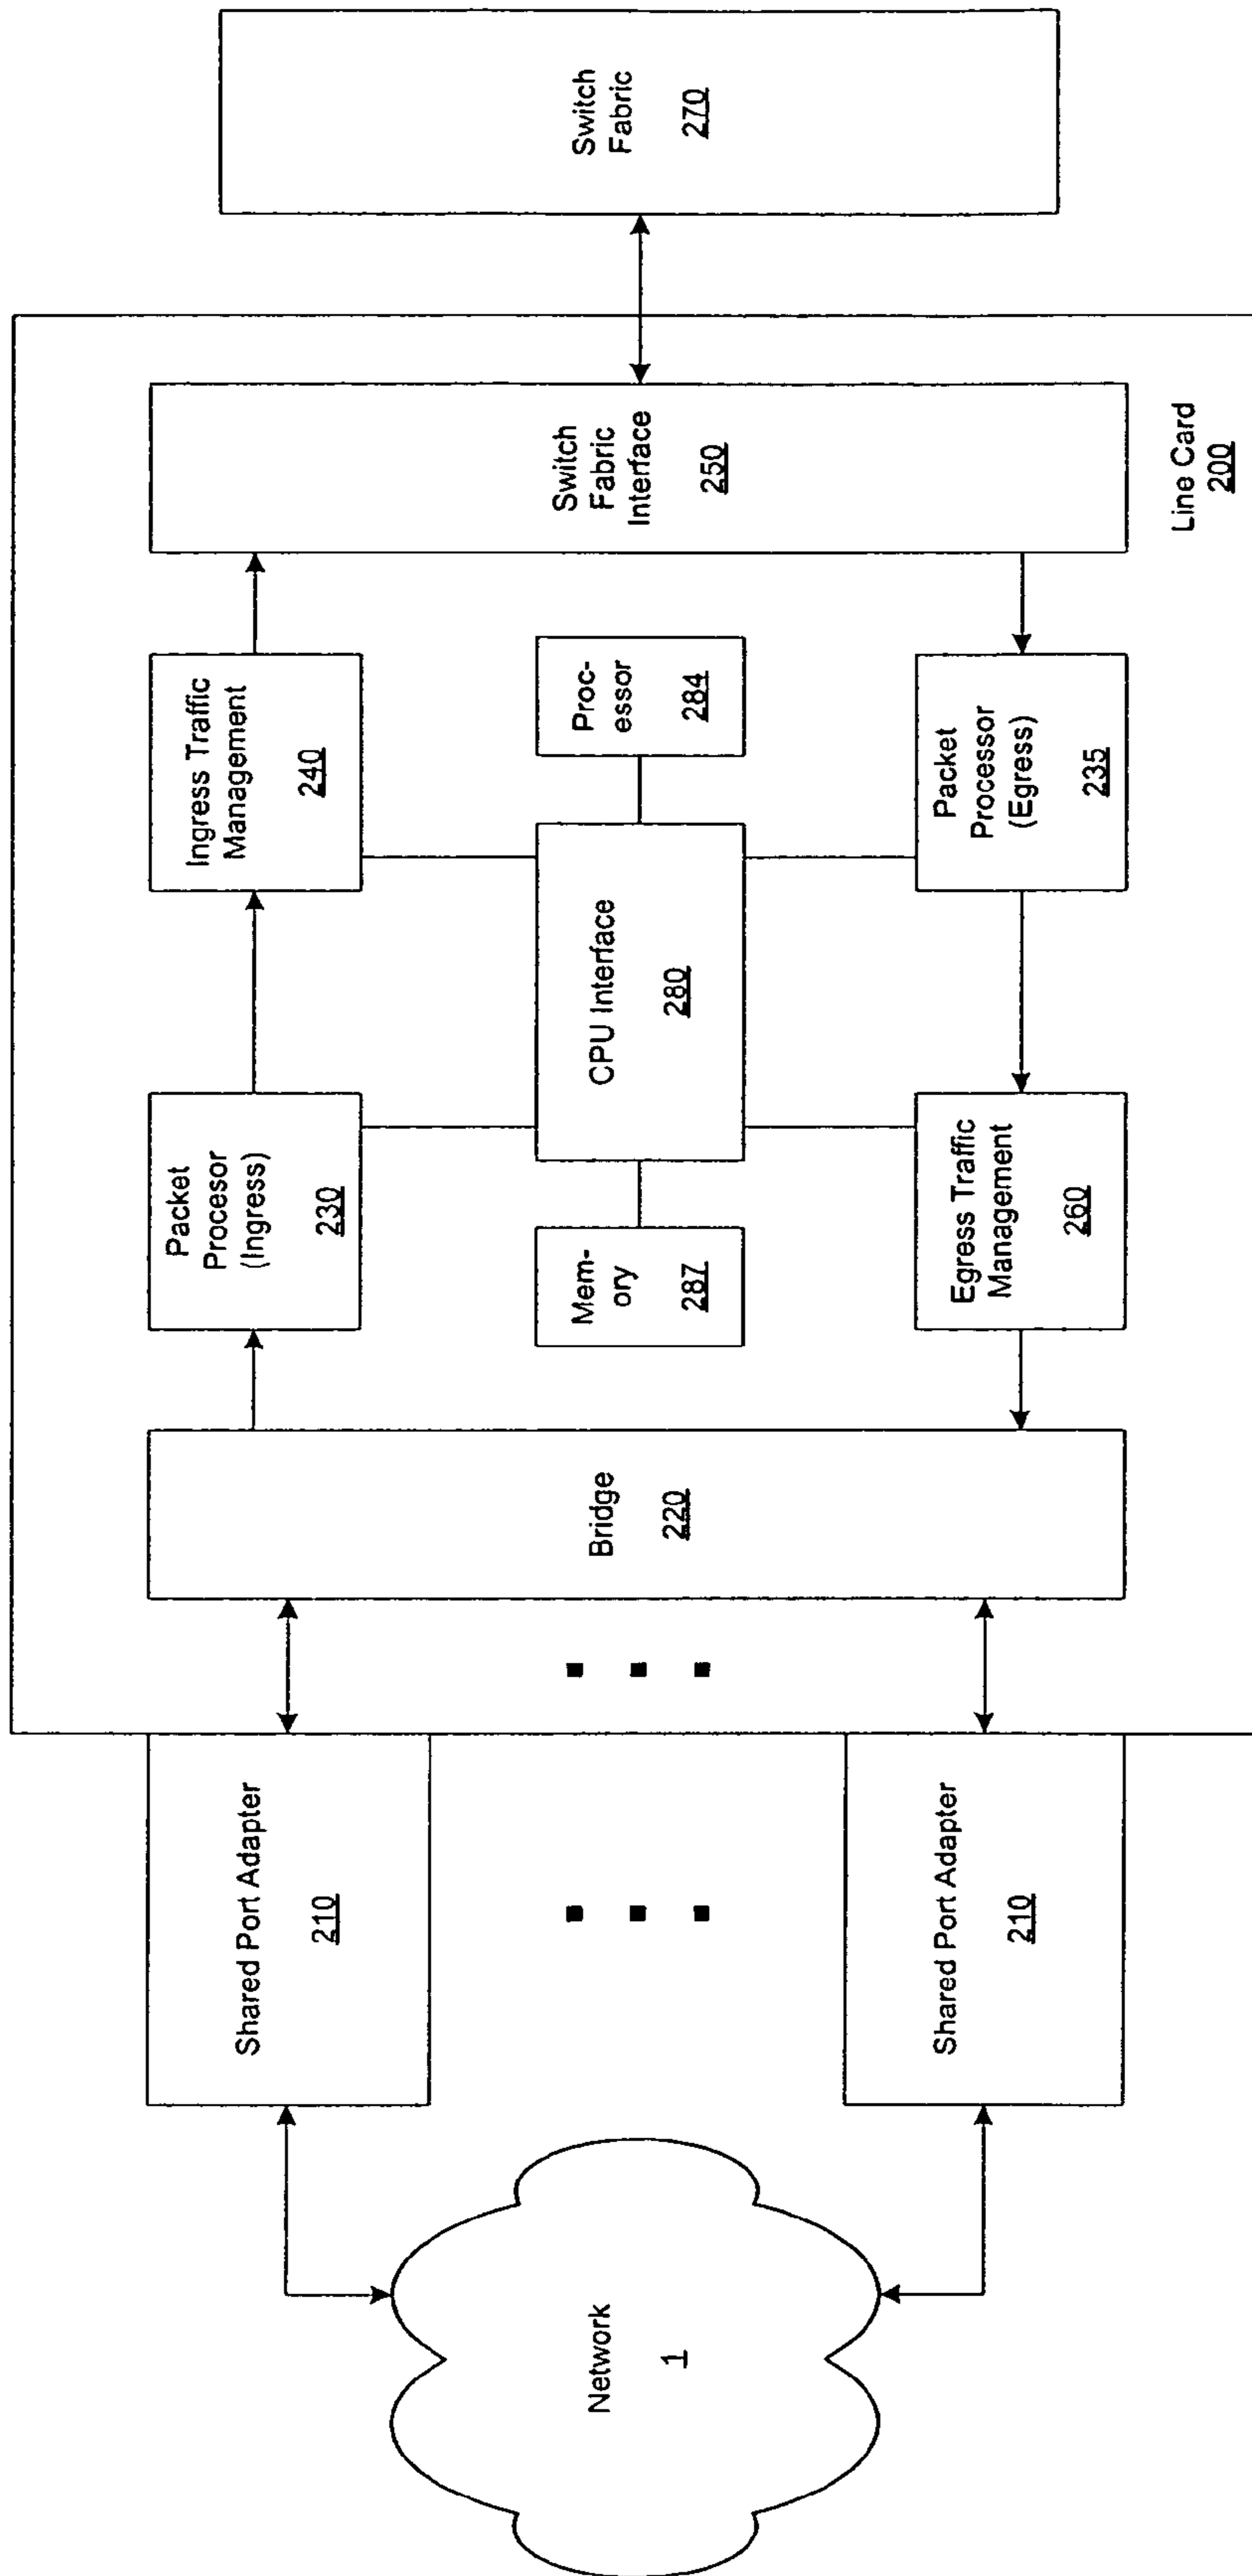 Network
1
Shared Port Adapter
210
Shared Port Adapter
210
Bridge
220
Packet
Procesor
(Ingress)
230
Ingress Traffic
Management
240
Mem-
ory
287
CPU Interface
280
Proc-
essor
284
Egress Traffic
Management
260
Packet
Processor
(Egress)
235
Switch
Fabric
Interface
250
Line Card
200
Switch
Fabric
270